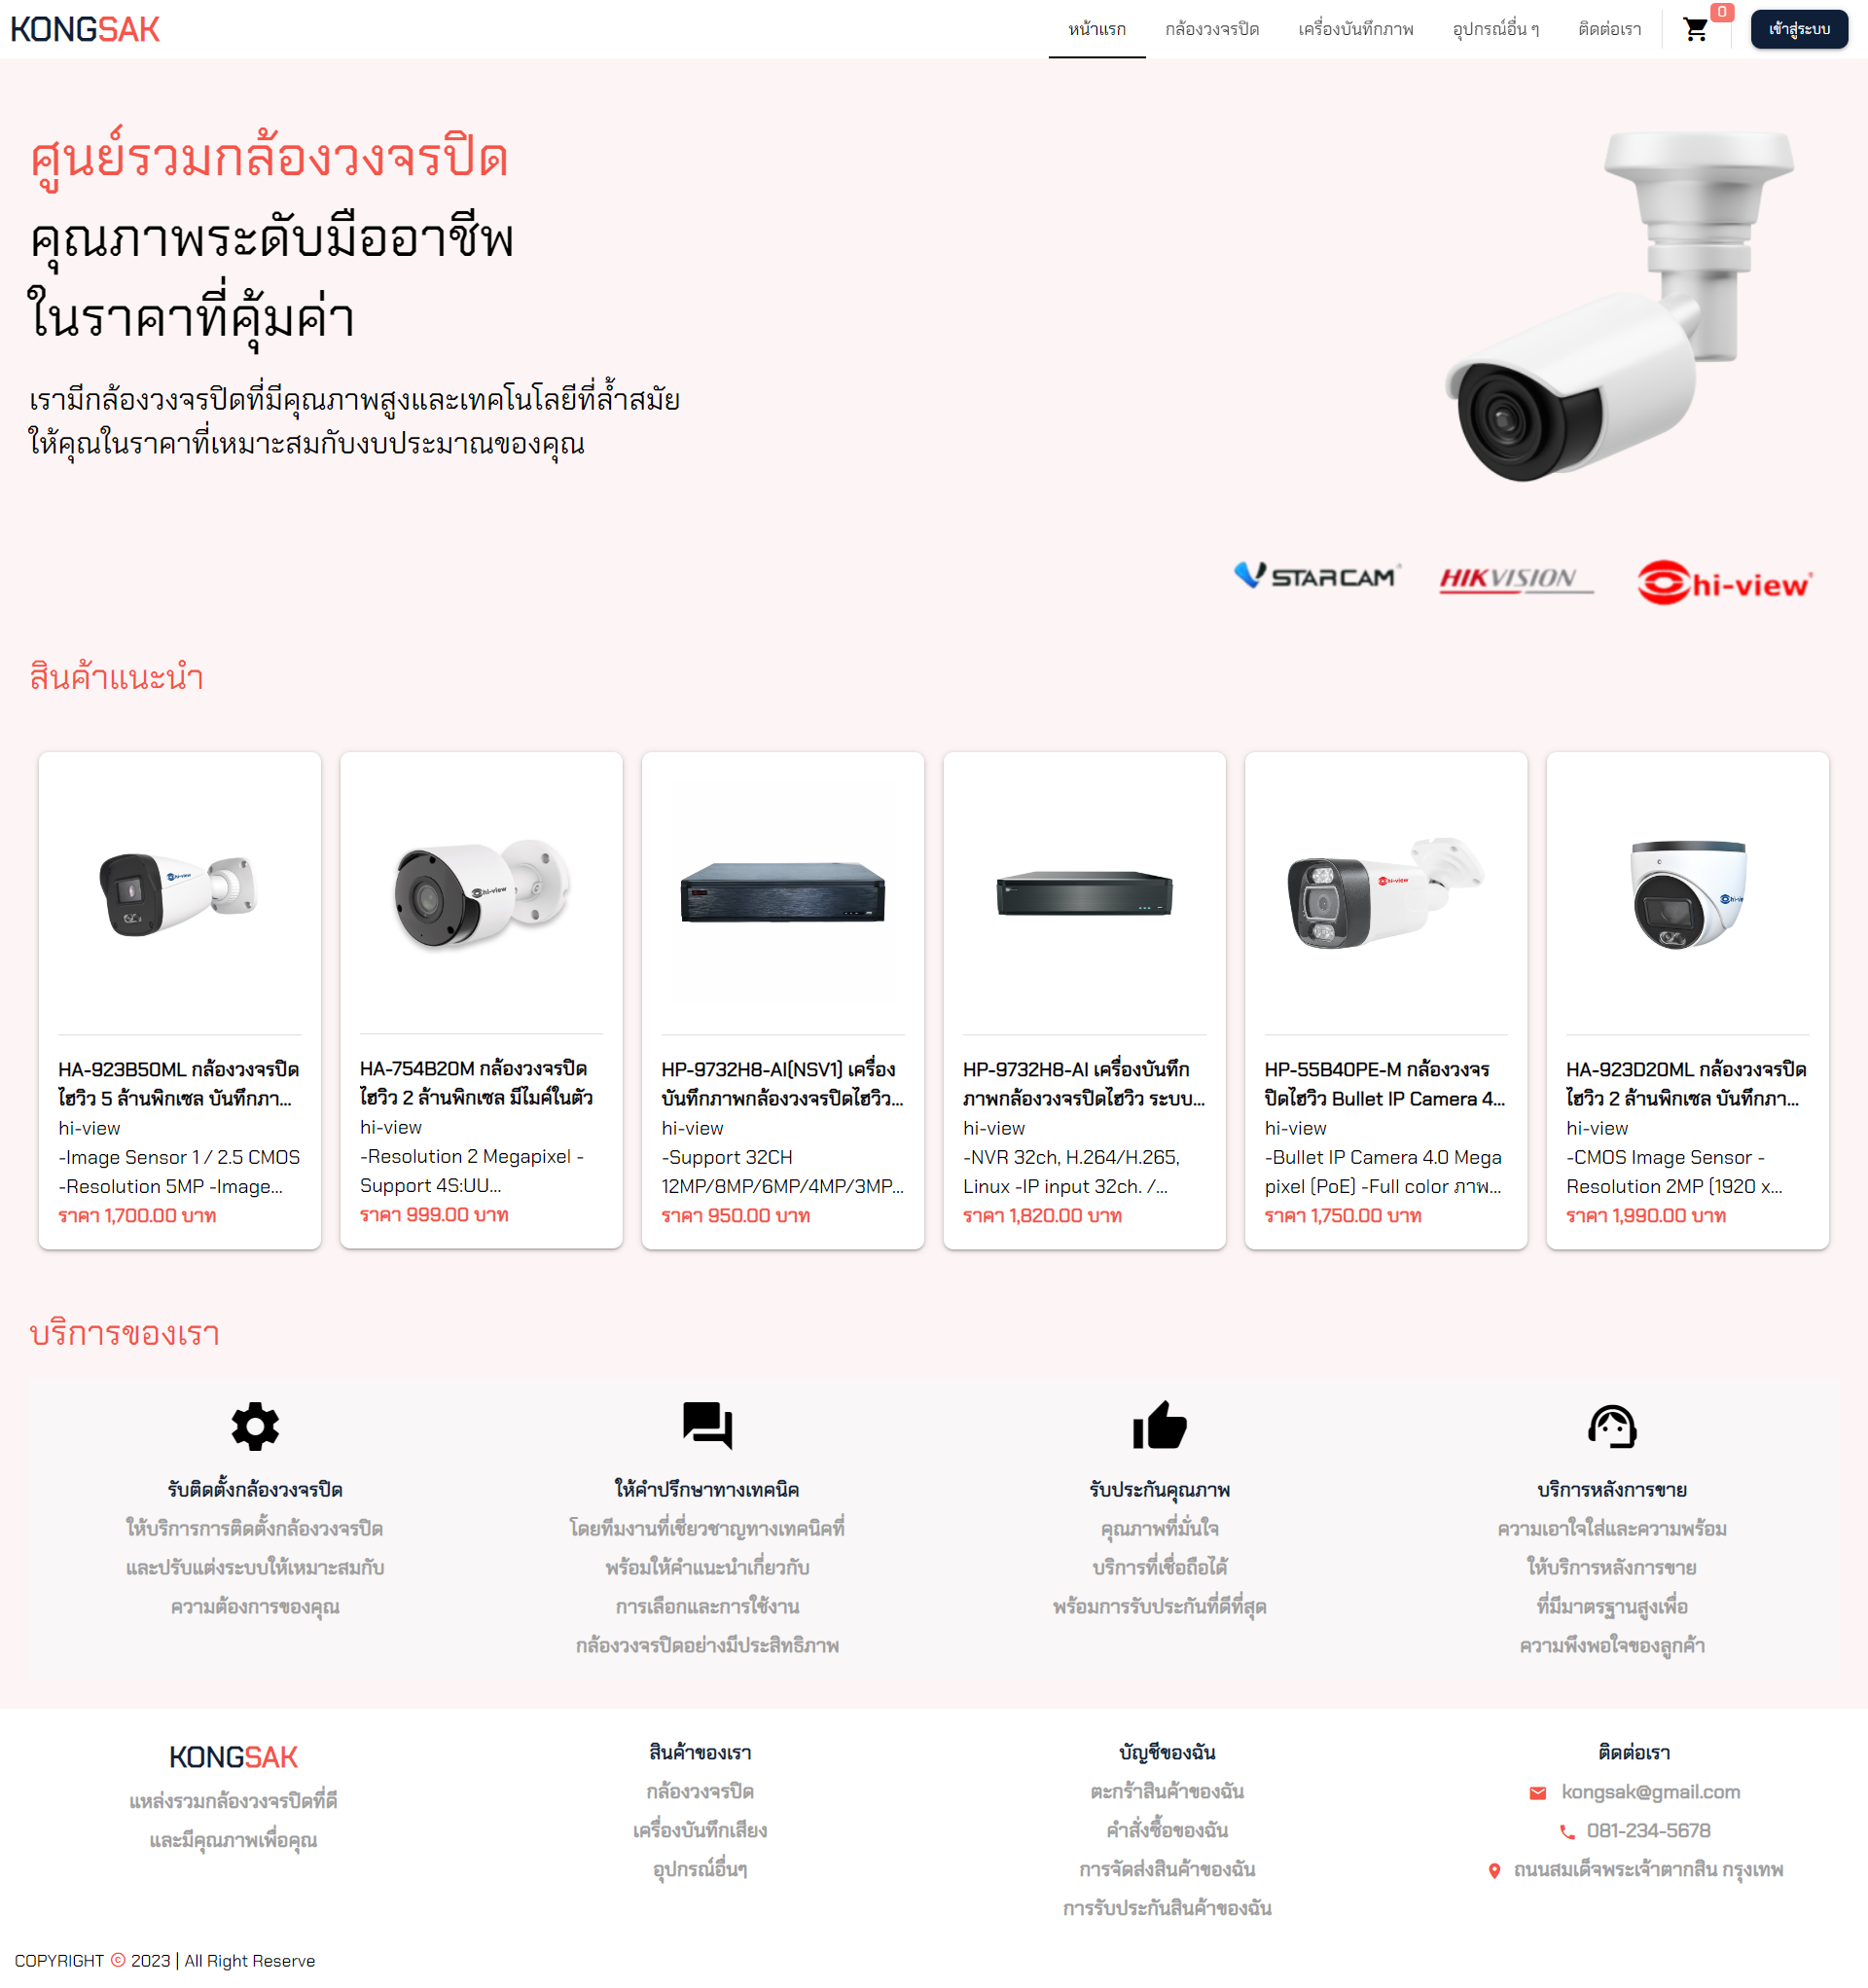 KONGSAK
หน้าแรก
กล้องวงจรปิด
เครื่องบันทึกภาพ
อุปกรณ์อื่น ๆ
ติดต่อเรา
0
เข้าสู่ระบบ
ศูนย์รวมกล้องวงจรปิด
คุณภาพระดับมืออาชีพ
ในราคาที่คุ้มค่า
เรามีกล้องวงจรปิดที่มีคุณภาพสูงและเทคโนโลยีที่ล้ำสมัย
ให้คุณในราคาที่เหมาะสมกับงบประมาณของคุณ
VSTARCAM
HIKVISION
hi-view
สินค้าแนะนำ
hi-view
HA-923B50ML กล้องวงจรปิด
ไฮวิว 5 ล้านพิกเซล บันทึกภา...
hi-view
-Image Sensor 1 / 2.5 CMOS
-Resolution 5MP -Image...
ราคา 1,700.00 บาท
hi-view
HA-754B20M กล้องวงจรปิด
ไฮวิว 2 ล้านพิกเซล มีไมค์ในตัว
hi-view
-Resolution 2 Megapixel -
Support 4ระบบ...
ราคา 999.00 บาท
HP-9732H8-AI(NSV1) เครื่อง
บันทึกภาพกล้องวงจรปิดไฮวิว...
hi-view
-Support 32CH
12MP/8MP/6MP/4MP/3MP...
ราคา 950.00 บาท
HP-9732H8-AI เครื่องบันทึก
ภาพกล้องวงจรปิดไฮวิว ระบบ...
hi-view
-NVR 32ch, H.264/H.265,
Linux -IP input 32ch. /...
ราคา 1,820.00 บาท
hi-view
HP-55B40PE-M กล้องวงจร
ปิดไฮวิว Bullet IP Camera 4...
hi-view
-Bullet IP Camera 4.0 Mega
pixel (PoE) -Full color ภาพ...
ราคา 1,750.00 บาท
HA-923D20ML กล้องวงจรปิด
ไฮวิว 2 ล้านพิกเซล บันทึกภา...
hi-view
-CMOS Image Sensor -
Resolution 2MP (1920 x...
ราคา 1,990.00 บาท
บริการของเรา
รับติดตั้งกล้องวงจรปิด
ให้บริการการติดตั้งกล้องวงจรปิด
และปรับแต่งระบบให้เหมาะสมกับ
ความต้องการของคุณ
ให้คำปรึกษาทางเทคนิค
โดยทีมงานที่เชี่ยวชาญทางเทคนิคที่
พร้อมให้คำแนะนำเกี่ยวกับ
การเลือกและการใช้งาน
กล้องวงจรปิดอย่างมีประสิทธิภาพ
รับประกันคุณภาพ
คุณภาพที่มั่นใจ
บริการที่เชื่อถือได้
พร้อมการรับประกันที่ดีที่สุด
บริการหลังการขาย
ความเอาใจใส่และความพร้อม
ให้บริการหลังการขาย
ที่มีมาตรฐานสูงเพื่อ
ความพึงพอใจของลูกค้า
KONGSAK
แหล่งรวมกล้องวงจรปิดที่ดี
และมีคุณภาพเพื่อคุณ
สินค้าของเรา
กล้องวงจรปิด
เครื่องบันทึกเสียง
อุปกรณ์อื่นๆ
บัญชีของฉัน
ตะกร้าสินค้าของฉัน
คำสั่งซื้อของฉัน
การจัดส่งสินค้าของฉัน
การรับประกันสินค้าของฉัน
ติดต่อเรา
kongsak@gmail.com
081-234-5678
ถนนสมเด็จพระเจ้าตากสิน กรุงเทพ
COPYRIGHT © 2023 | All Right Reserve